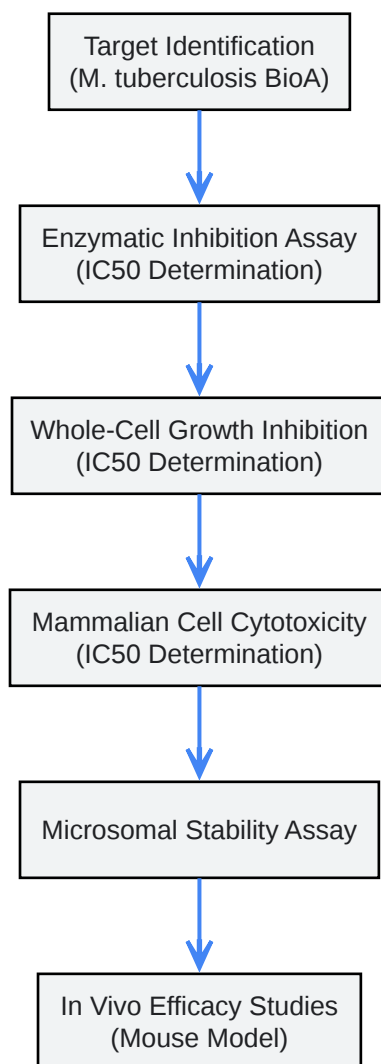 Target Identification
(M. tuberculosis BioA)
Enzymatic Inhibition Assay
(IC50 Determination)
Whole-Cell Growth Inhibition
(IC50 Determination)
Mammalian Cell Cytotoxicity
(IC50 Determination)
Microsomal Stability Assay
In Vivo Efficacy Studies
(Mouse Model)